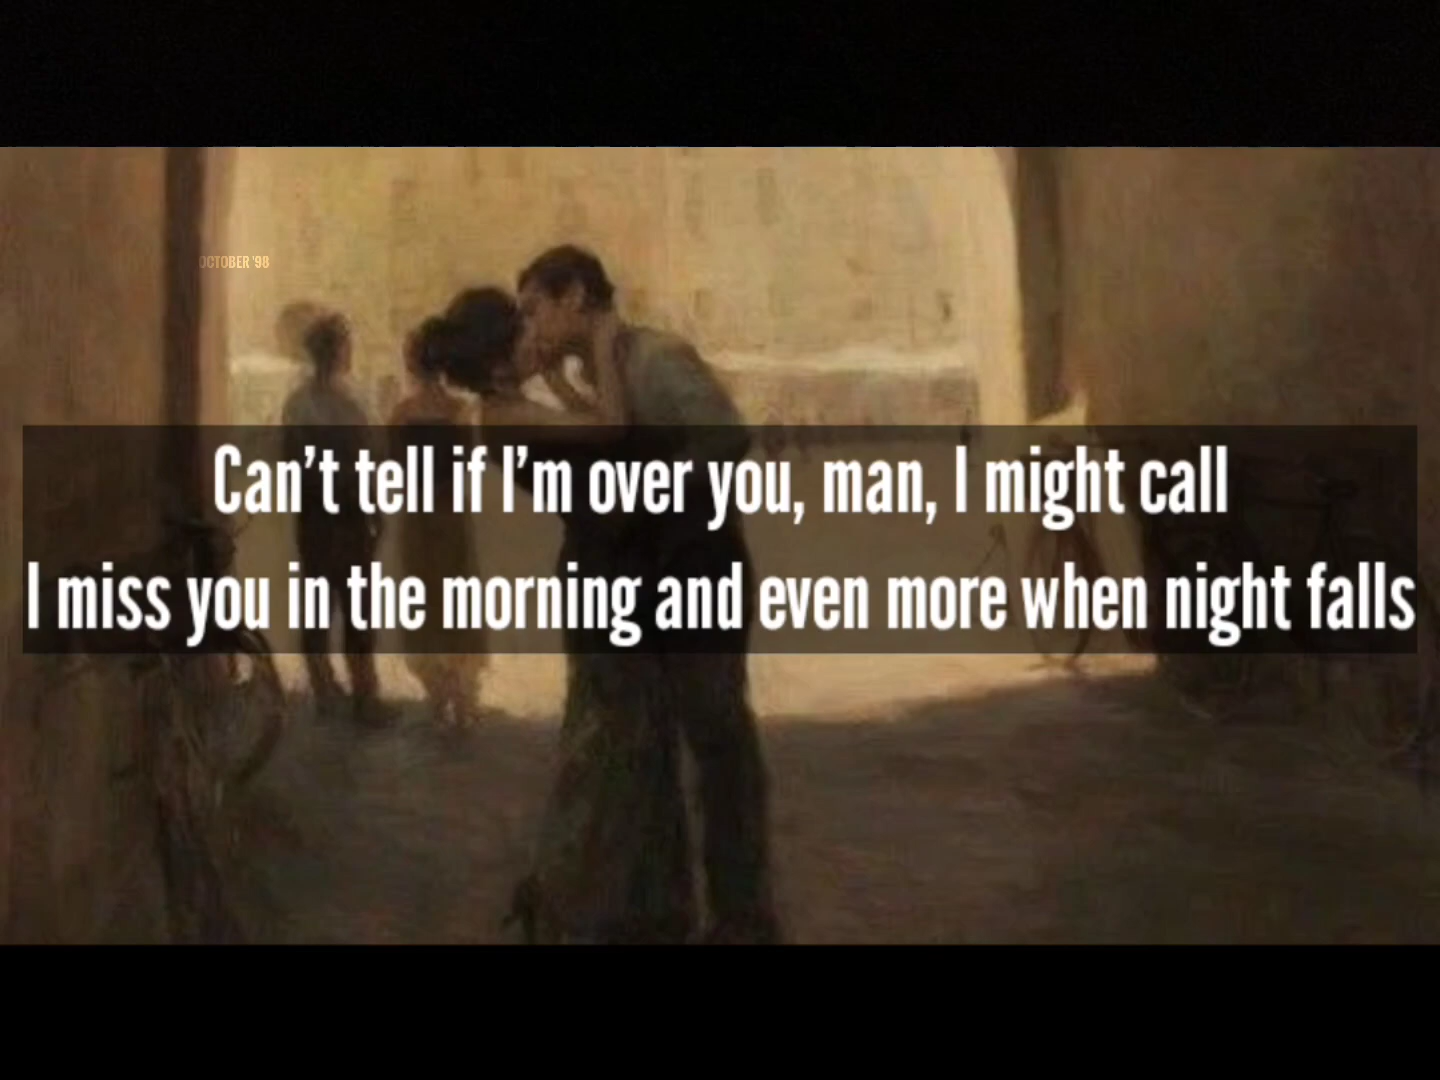 OCTOBER '98
Can't tell if I'm over you, man, I might call
I miss you in the morning and even more when night falls